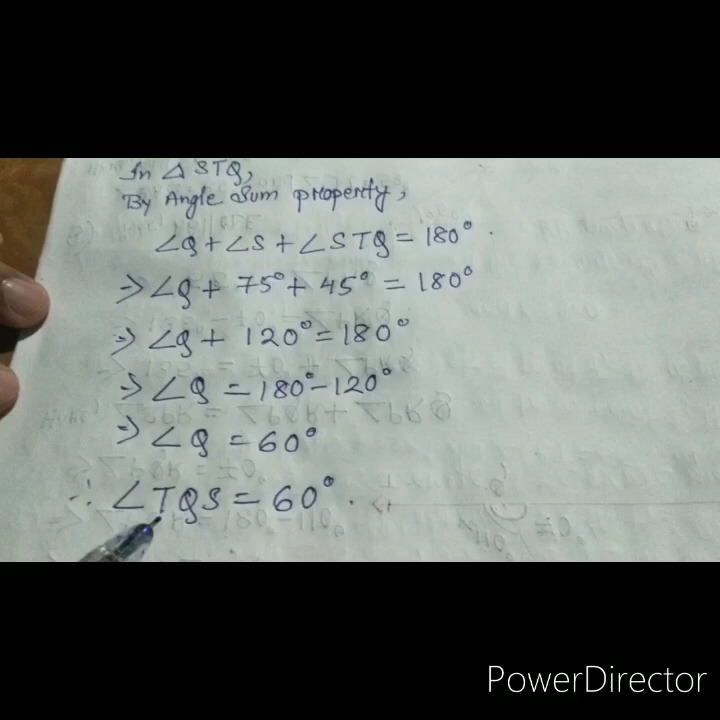 In △ STQ,
By Angle Sum property,
∠Q + ∠S + ∠STQ = 180°.
⇒ ∠Q + 75° + 45° = 180°
⇒ ∠Q + 120° = 180°
⇒ ∠Q = 180° - 120°
⇒ ∠Q = 60°
∴ ∠TQS = 60°.
PowerDirector